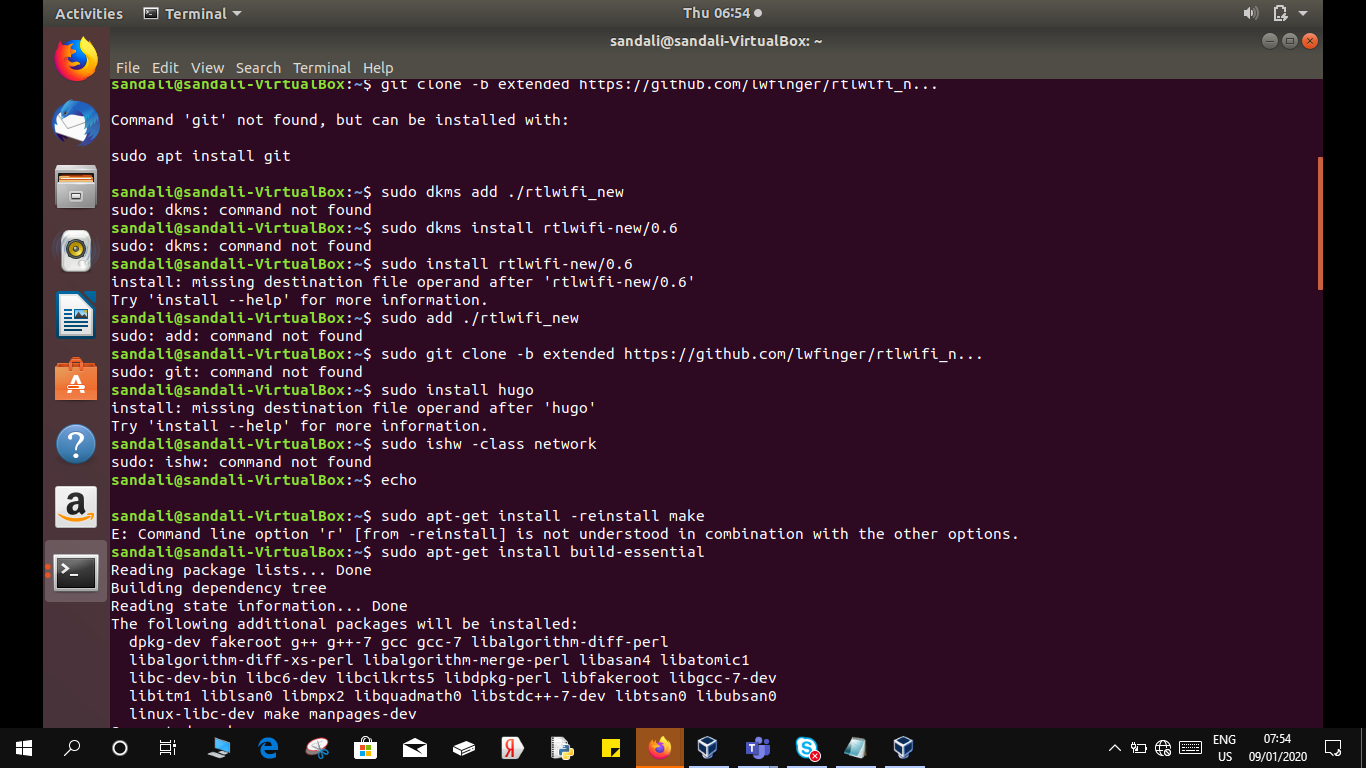 Activities Terminal Thu 06:54
sandali@sandali-VirtualBox: ~
File Edit View Search Terminal Help
sandali@sandali-VirtualBox:~$ git clone -b extended https://github.com/lwfinger/rtlwifi_n...
Command 'git' not found, but can be installed with:
sudo apt install git
sandali@sandali-VirtualBox:~$ sudo dkms add ./rtlwifi_new
sudo: dkms: command not found
sandali@sandali-VirtualBox:~$ sudo dkms install rtlwifi-new/0.6
sudo: dkms: command not found
sandali@sandali-VirtualBox:~$ sudo install rtlwifi-new/0.6
install: missing destination file operand after 'rtlwifi-new/0.6'
Try 'install --help' for more information.
sandali@sandali-VirtualBox:~$ sudo add ./rtlwifi_new
sudo: add: command not found
sandali@sandali-VirtualBox:~$ sudo git clone -b extended https://github.com/lwfinger/rtlwifi_n...
sudo: git: command not found
sandali@sandali-VirtualBox:~$ sudo install hugo
install: missing destination file operand after 'hugo'
Try 'install --help' for more information.
sandali@sandali-VirtualBox:~$ sudo ishw -class network
sudo: ishw: command not found
sandali@sandali-VirtualBox:~$ echo
sandali@sandali-VirtualBox:~$ sudo apt-get install -reinstall make
E: Command line option 'r' [from -reinstall] is not understood in combination with the other options.
sandali@sandali-VirtualBox:~$ sudo apt-get install build-essential
Reading package lists... Done
Building dependency tree
Reading state information... Done
The following additional packages will be installed:
dpkg-dev fakeroot g++ g++-7 gcc gcc-7 libalgorithm-diff-perl
libalgorithm-diff-xs-perl libalgorithm-merge-perl libasan4 libatomic1
libc-dev-bin libc6-dev libcilkrts5 libdpkg-perl libfakeroot libgcc-7-dev
libitm1 liblsan0 libmpx2 libquadmath0 libstdc++-7-dev libtsan0 libubsan0
linux-libc-dev make manpages-dev
ENG 07:54
US 09/01/2020